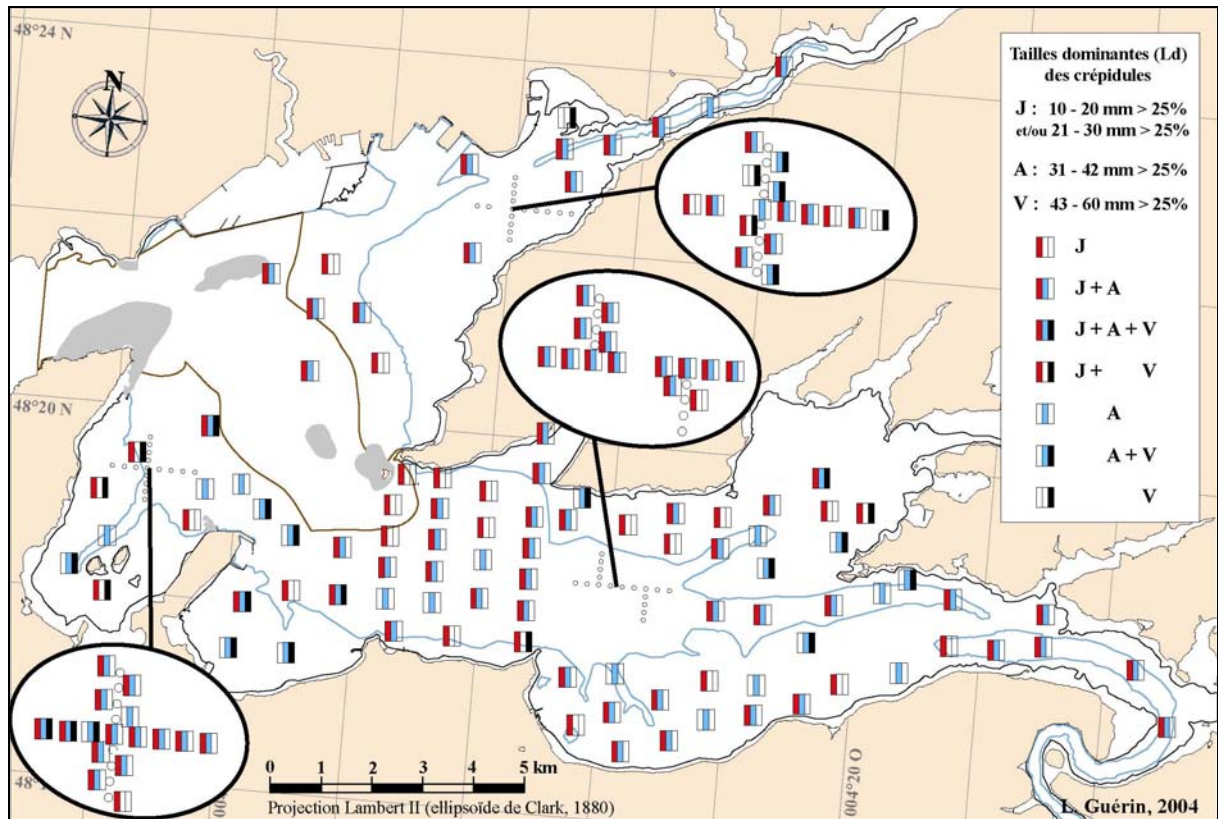 48°24 N
N
Tailles dominantes (Ld)
des crépidules
J : 10 - 20 mm > 25%
et/ou 21 - 30 mm > 25%
A : 31 - 42 mm > 25%
V : 43 - 60 mm > 25%
J
J + A
J + A + V
J + V
A
A + V
V
48°20 N
0 1 2 3 4 5 km
Projection Lambert II (ellipsoïde de Clark, 1880)
004°20 O
L. Guérin, 2004